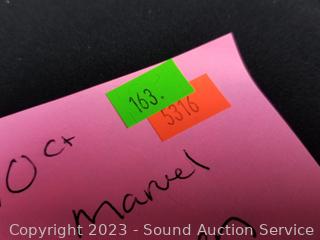 163.
5316
0 ct
Marvel
Copyright 2023 - Sound Auction Service